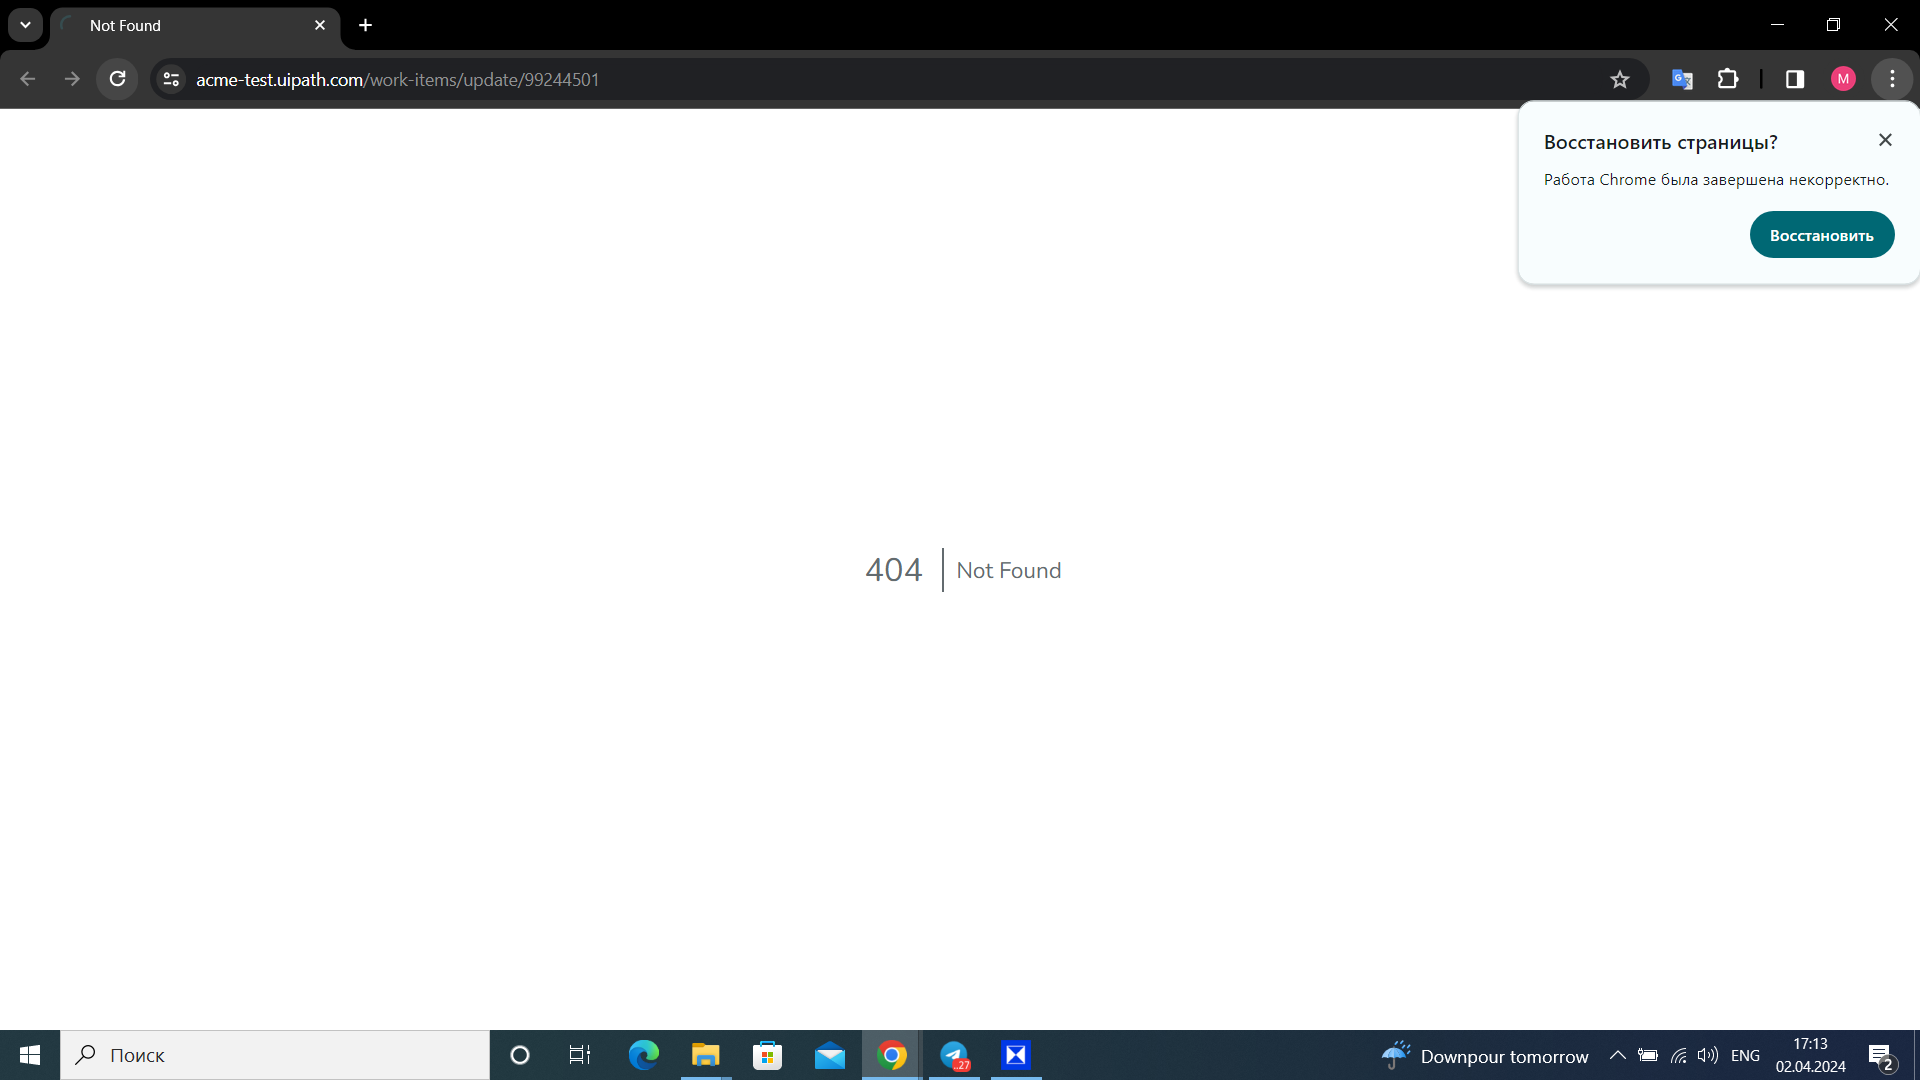 Not Found
acme-test.uipath.com/work-items/update/99244501
M
Восстановить страницы?
Работа Chrome была завершена некорректно.
Восстановить
404
Not Found
Поиск
..27
Downpour tomorrow
ENG
17:13
02.04.2024
2